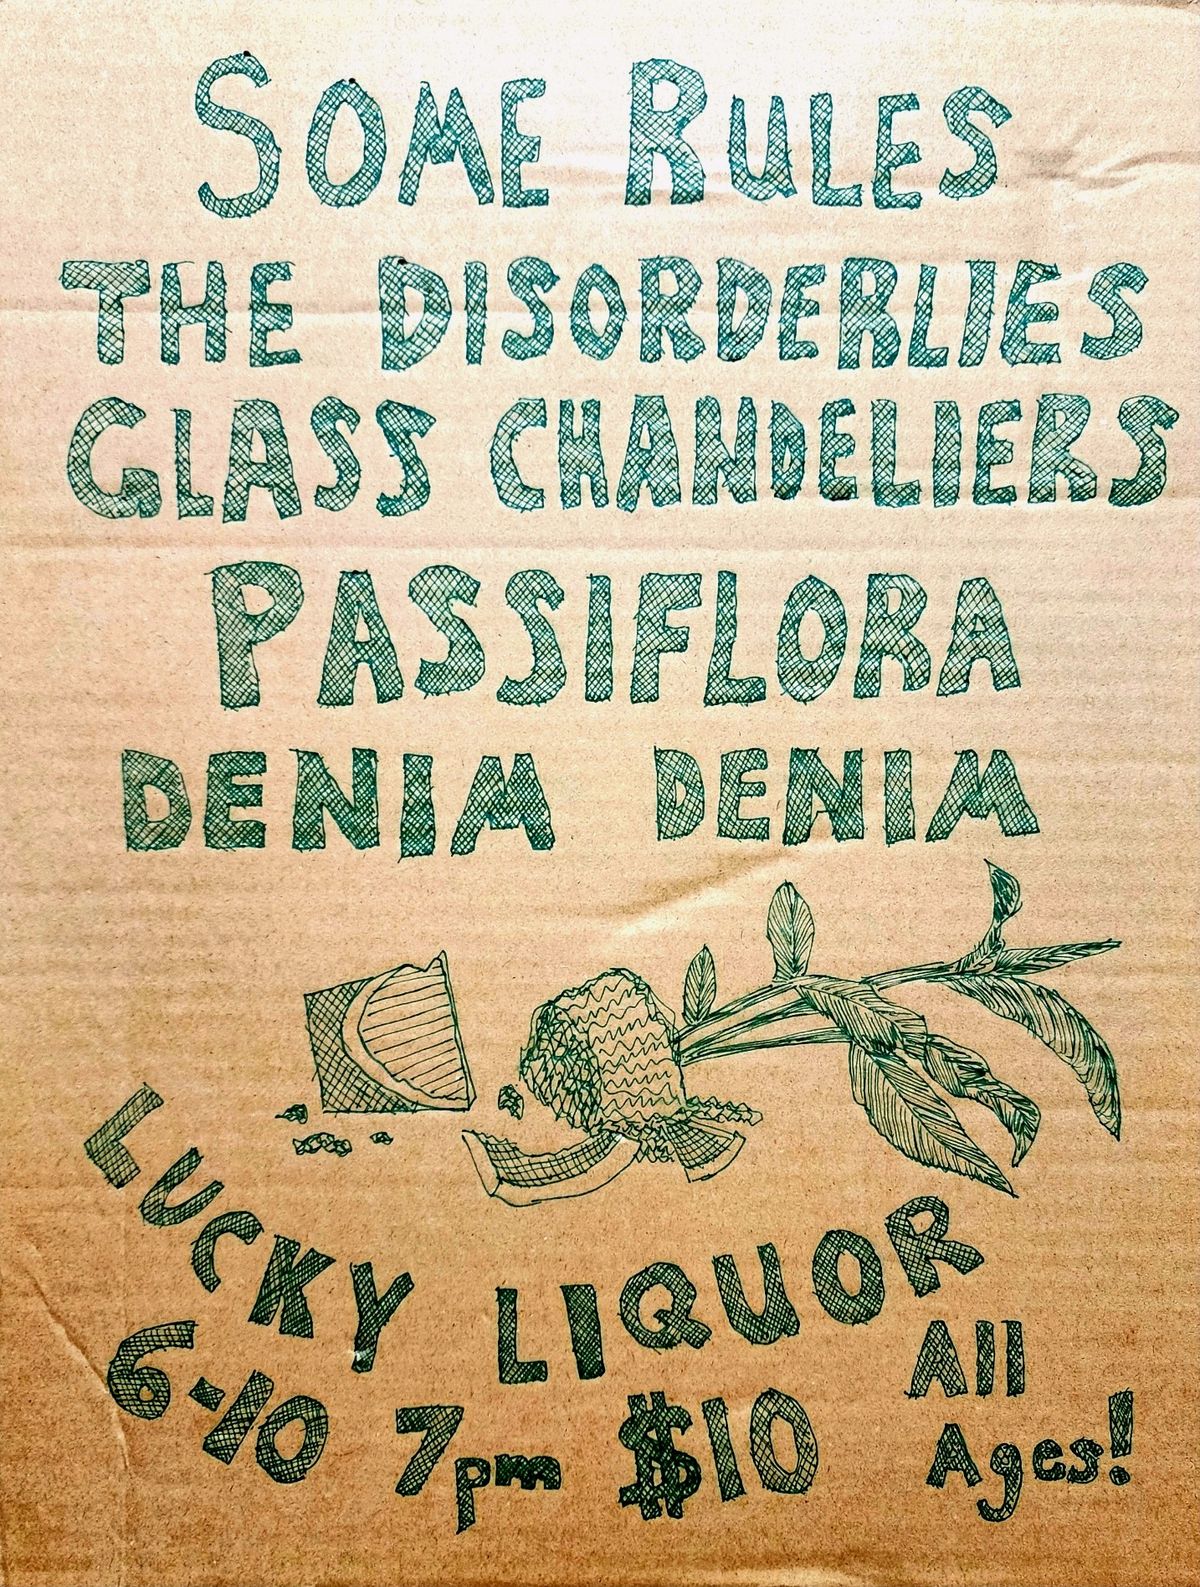 SOME RULES
THE DISORDERLIES
GLASS CHANDELIERS
PASSIFLORA
DENIM DENIM
LUCKY LIQUOR
6-10 7pm $10 All Ages!